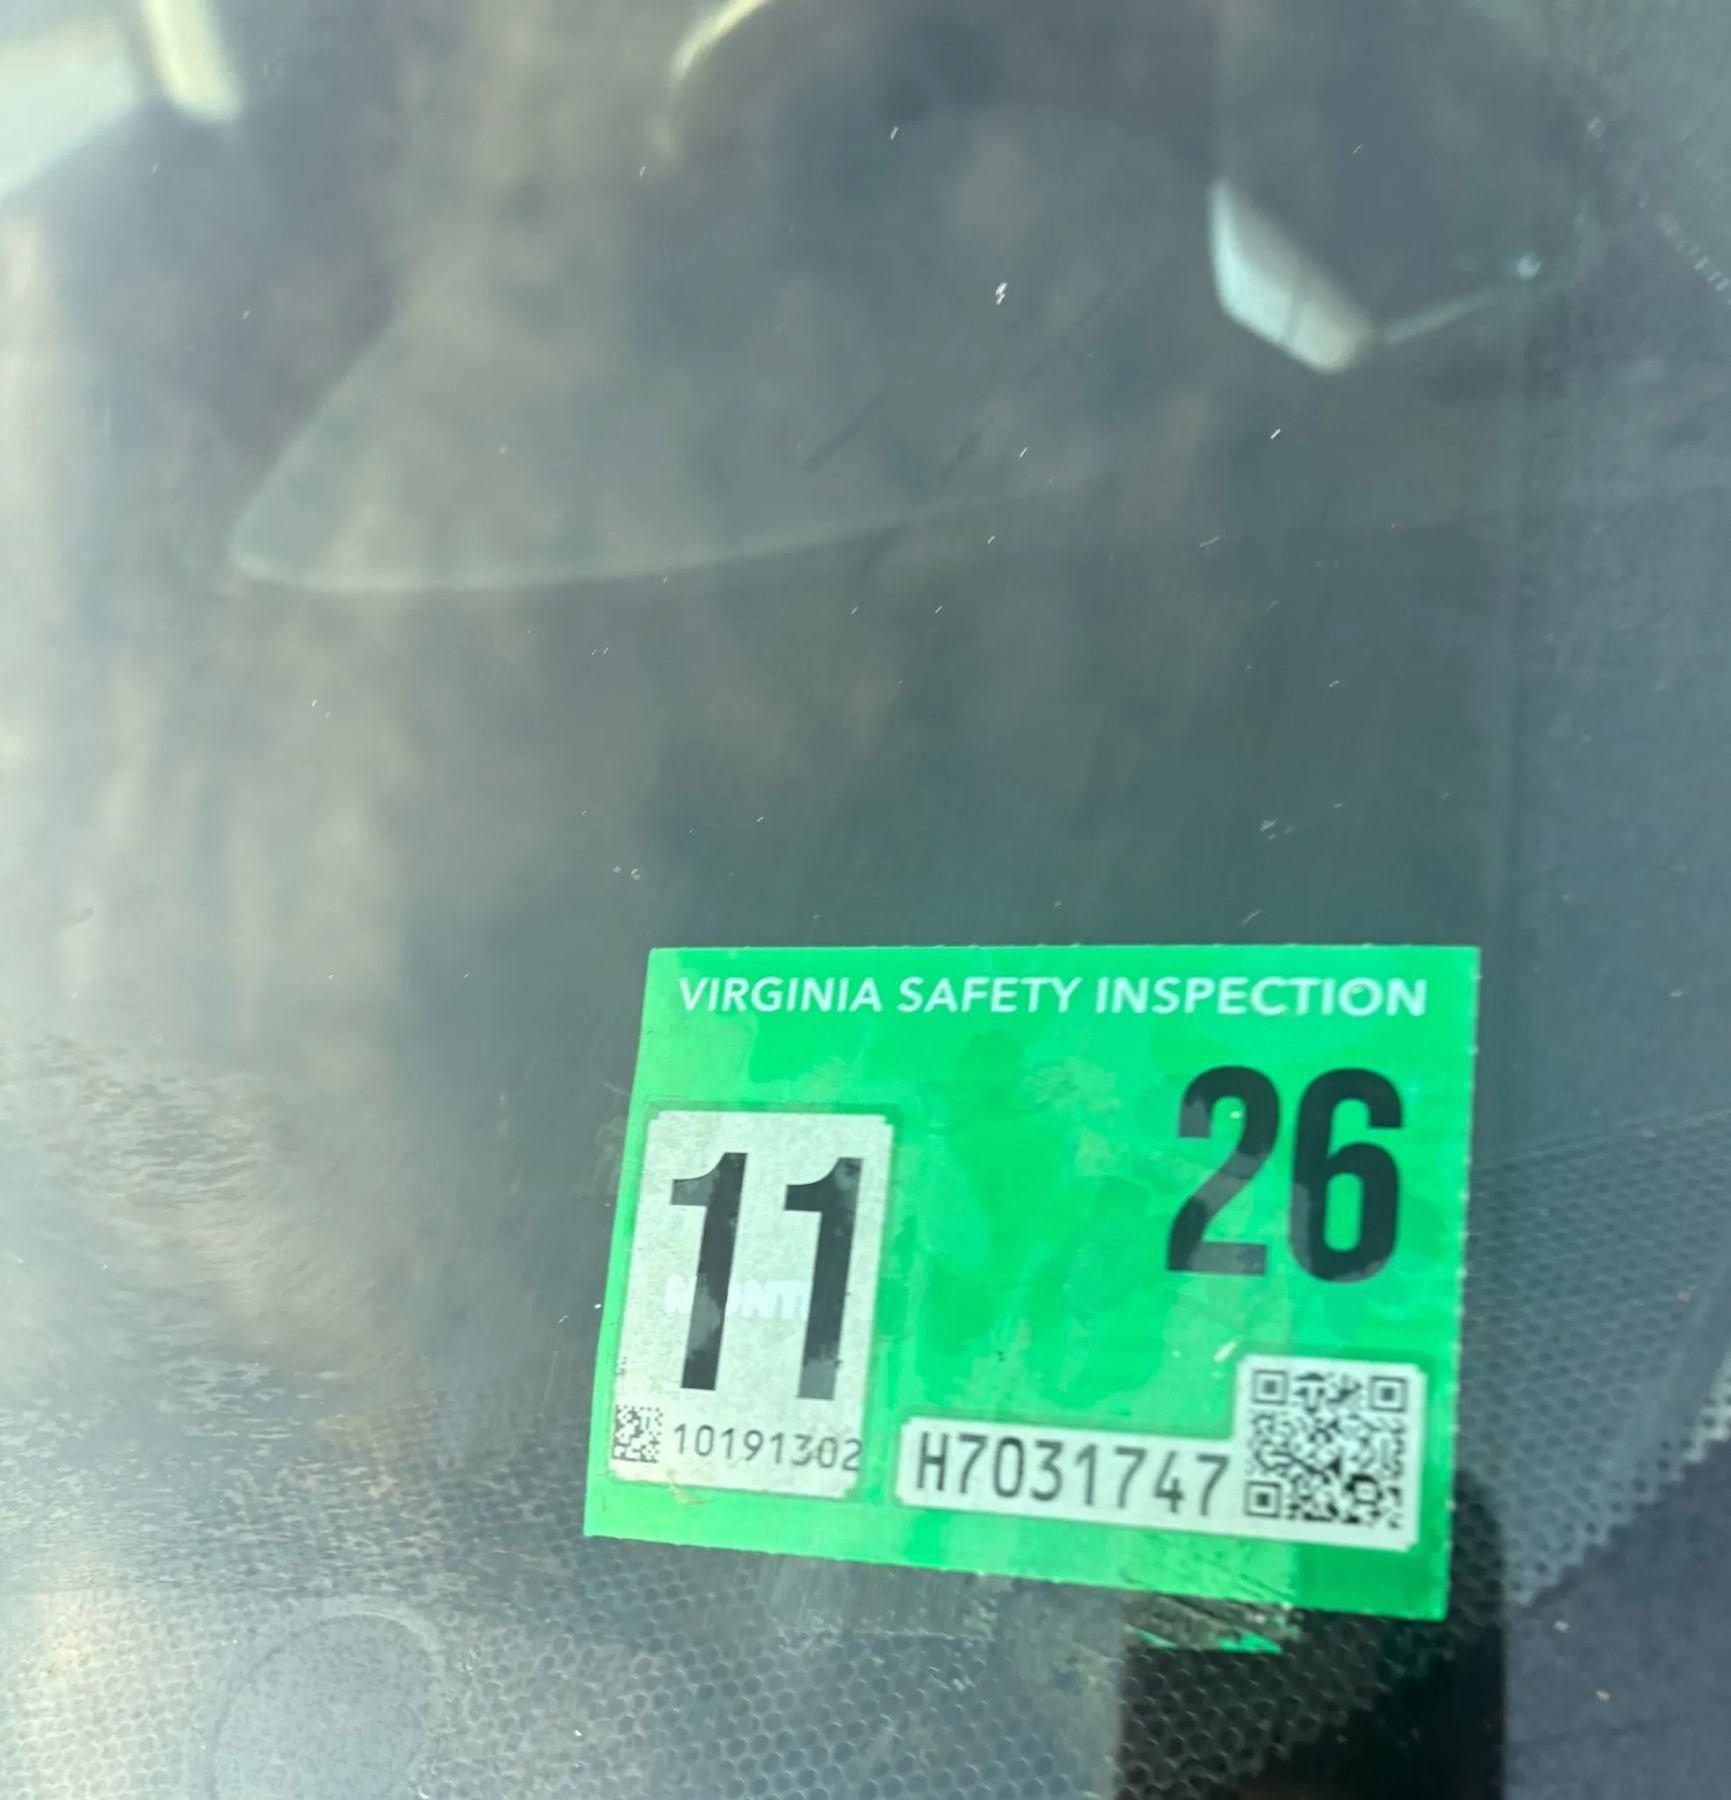 VIRGINIA SAFETY INSPECTION
26
11
10191302
H7031747